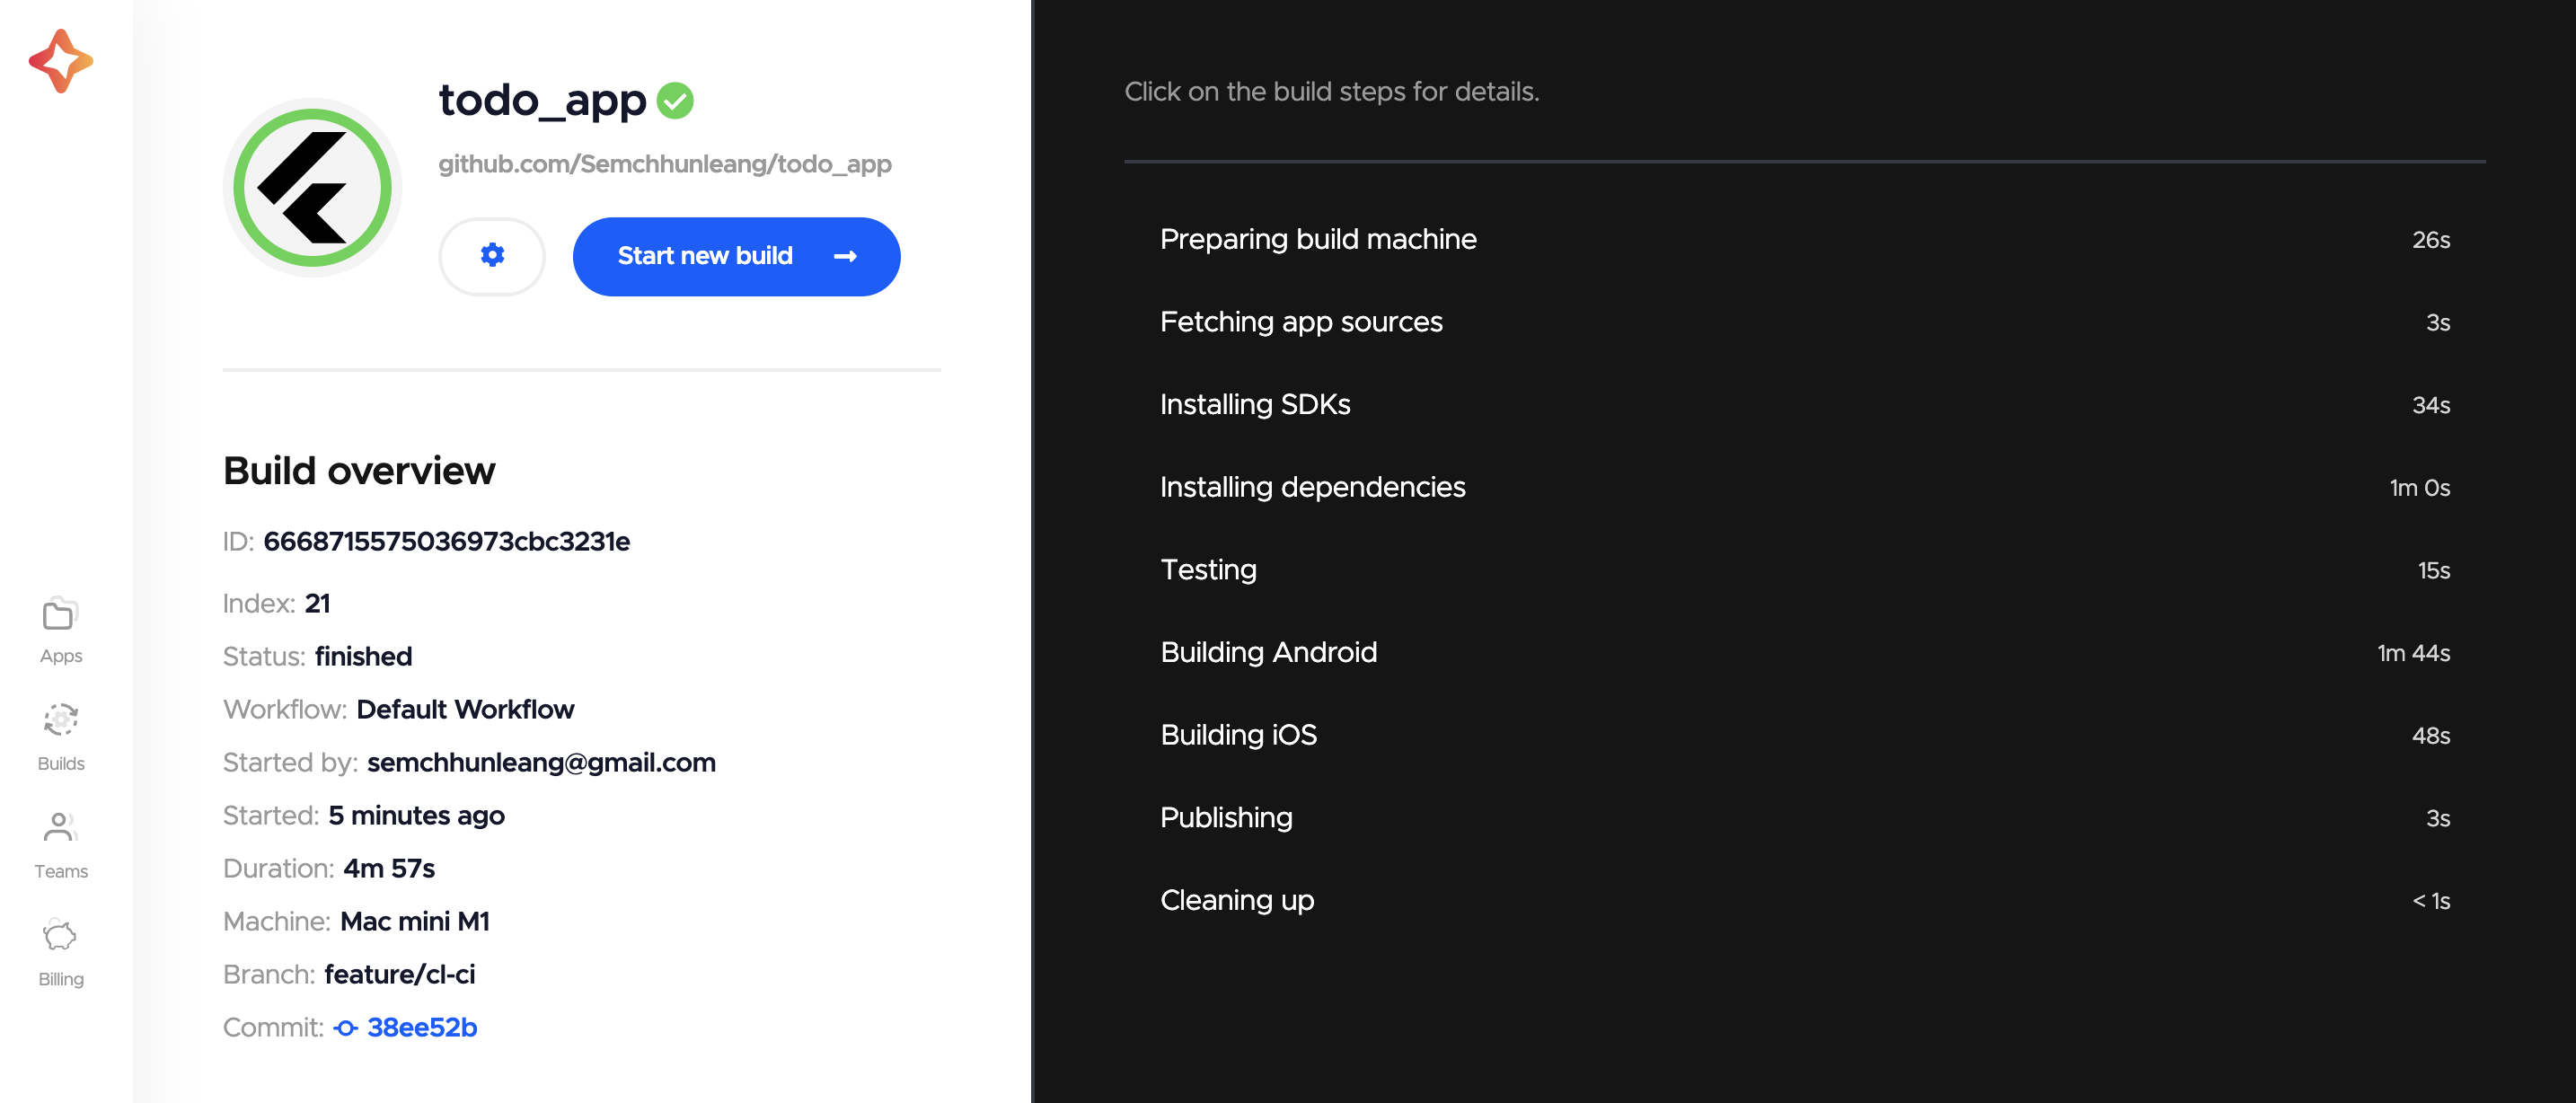 todo_app
github.com/Semchhunleang/todo_app
Start new build
Build overview
ID: 6668715575036973cbc3231e
Index: 21
Status: finished
Workflow: Default Workflow
Started by: semchhunleang@gmail.com
Started: 5 minutes ago
Duration: 4m 57s
Machine: Mac mini M1
Branch: feature/cl-ci
Commit: 38ee52b
Apps
Builds
Teams
Billing
Click on the build steps for details.
Preparing build machine 26s
Fetching app sources 3s
Installing SDKs 34s
Installing dependencies 1m 0s
Testing 15s
Building Android 1m 44s
Building iOS 48s
Publishing 3s
Cleaning up < 1s